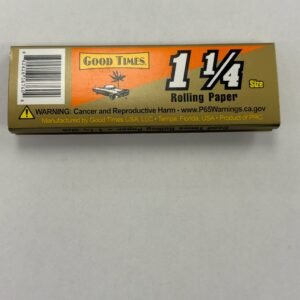 GOOD TIMES.
1 1/4 Size
Rolling Paper
WARNING: Cancer and Reproductive Harm - www.P65Warnings.ca.gov
Manufactured by Good Times USA, LLC • Tampa, Florida, USA • Product of PRC